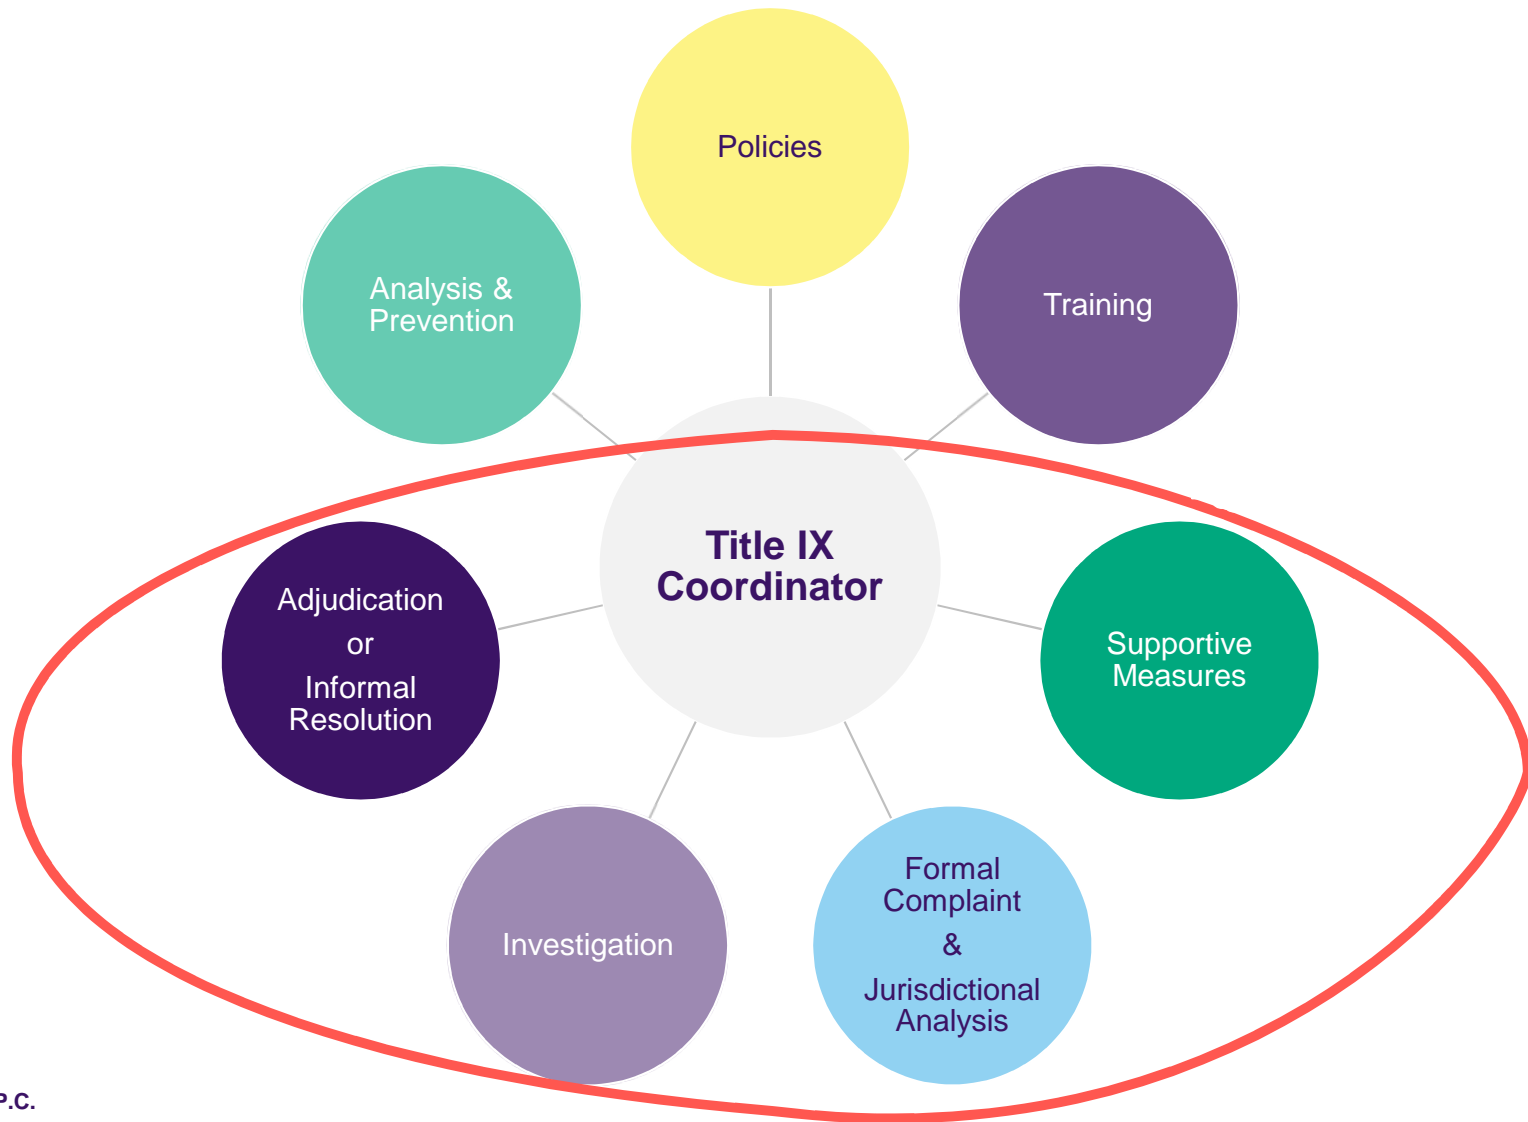 Policies
Analysis &
Prevention
Training
Title IX
Coordinator
Adjudication
or
Informal
Resolution
Supportive
Measures
Investigation
Formal
Complaint
&
Jurisdictional
Analysis
P.C.